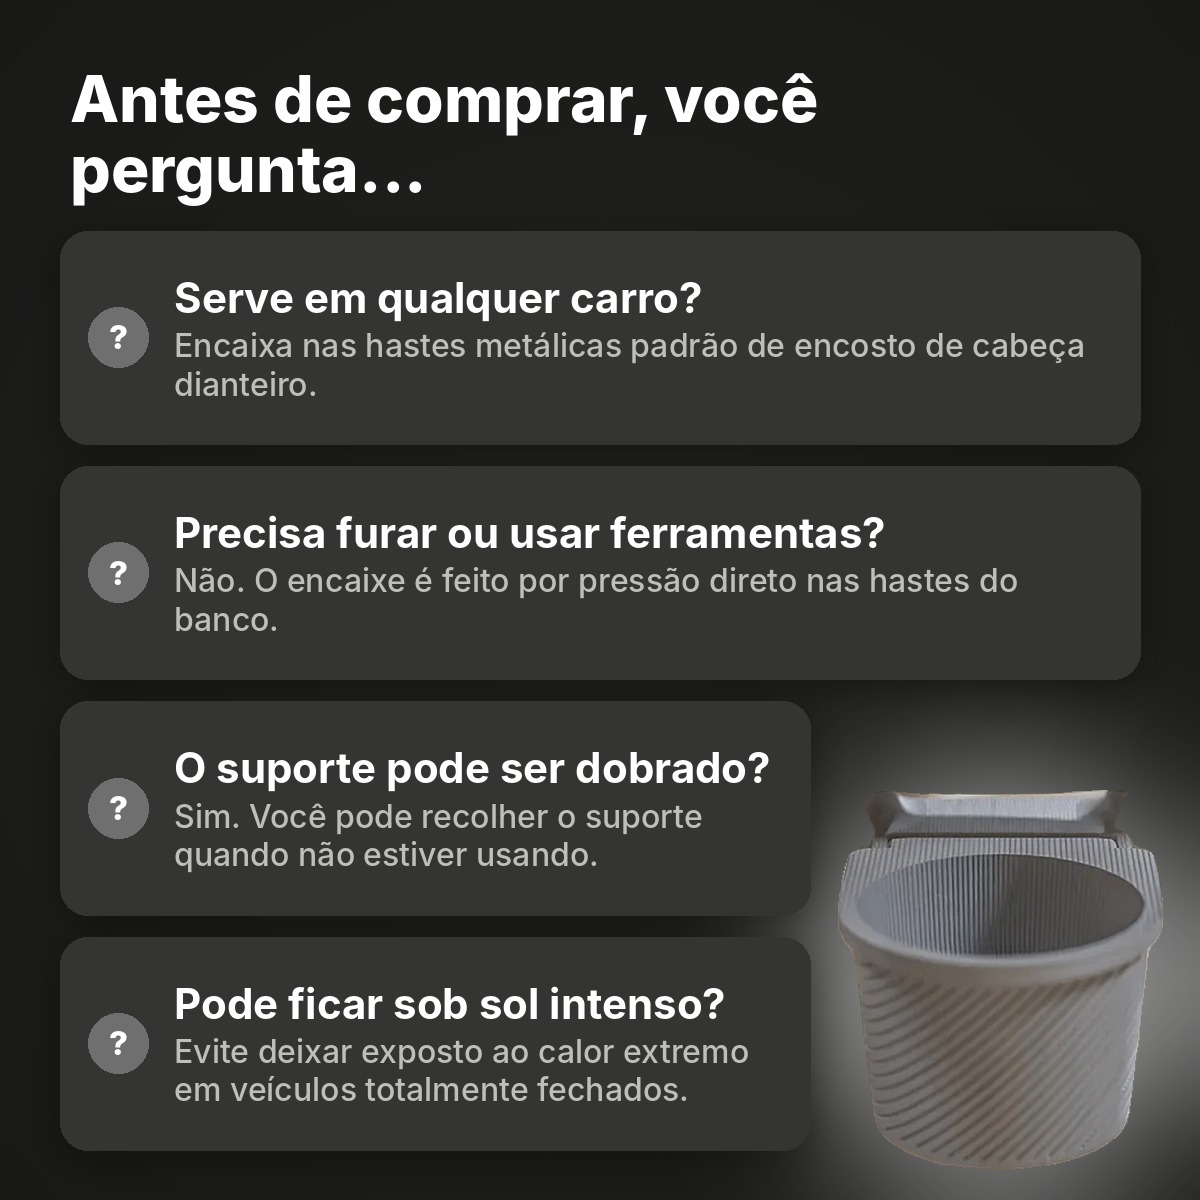 Antes de comprar, você
pergunta...
?
Serve em qualquer carro?
Encaixa nas hastes metálicas padrão de encosto de cabeça
dianteiro.
?
Precisa furar ou usar ferramentas?
Não. O encaixe é feito por pressão direto nas hastes do
banco.
?
O suporte pode ser dobrado?
Sim. Você pode recolher o suporte
quando não estiver usando.
?
Pode ficar sob sol intenso?
Evite deixar exposto ao calor extremo
em veículos totalmente fechados.